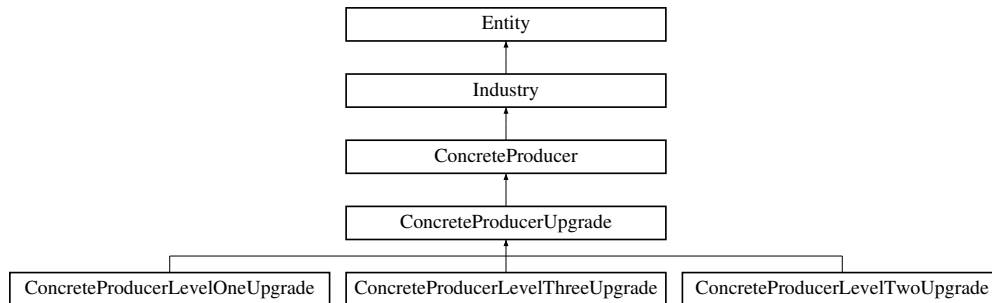 Entity
Industry
ConcreteProducer
ConcreteProducerUpgrade
ConcreteProducerLevelOneUpgrade
ConcreteProducerLevelThreeUpgrade
ConcreteProducerLevelTwoUpgrade